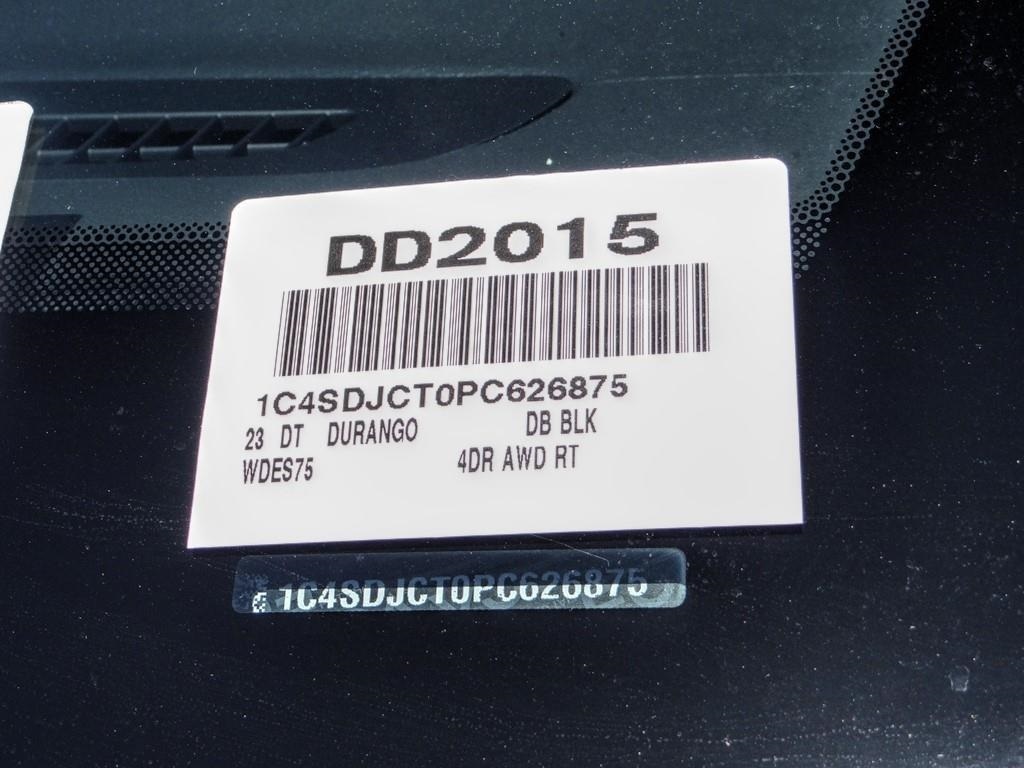 DD2015
1C4SDJCT0PC626875
23 DT DURANGO DB BLK
WDES75 4DR AWD RT
1C4SDJCT0PC626875